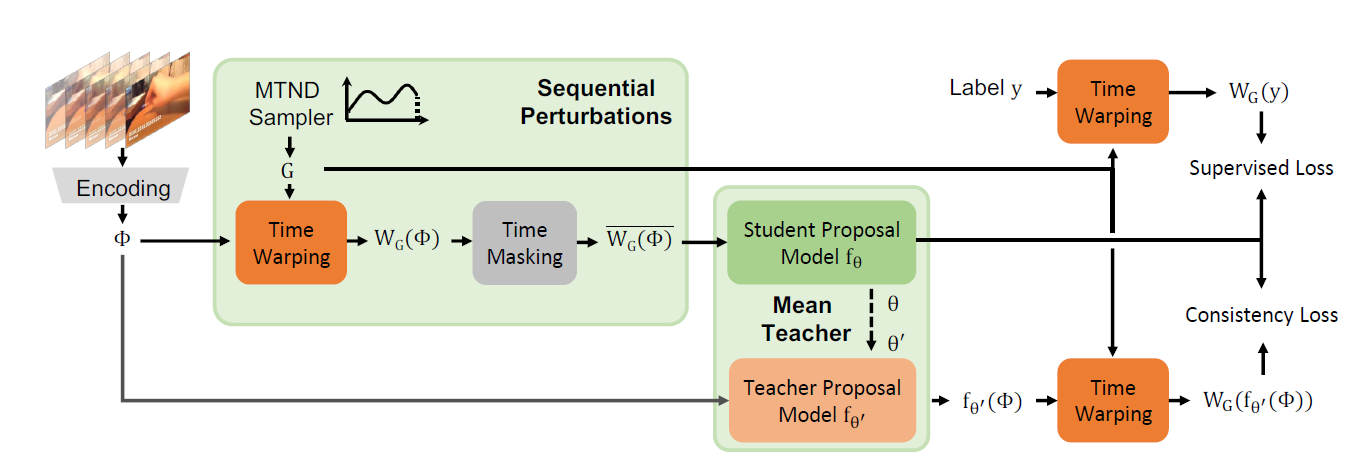 MTND
Sampler
Sequential
Perturbations
Label y
Time
Warping
W_G(y)
Supervised Loss
Encoding
G
Φ
Time
Warping
W_G(Φ)
Time
Masking
\overline{W_G(Φ)}
Student Proposal
Model f_θ
Mean
Teacher
θ
θ′
Consistency Loss
Teacher Proposal
Model f_θ′
f_θ′(Φ)
Time
Warping
W_G(f_θ′(Φ))